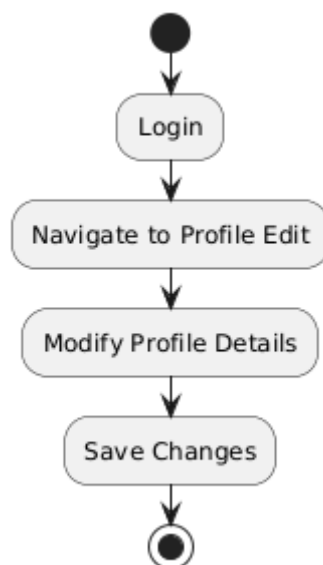 Login
Navigate to Profile Edit
Modify Profile Details
Save Changes